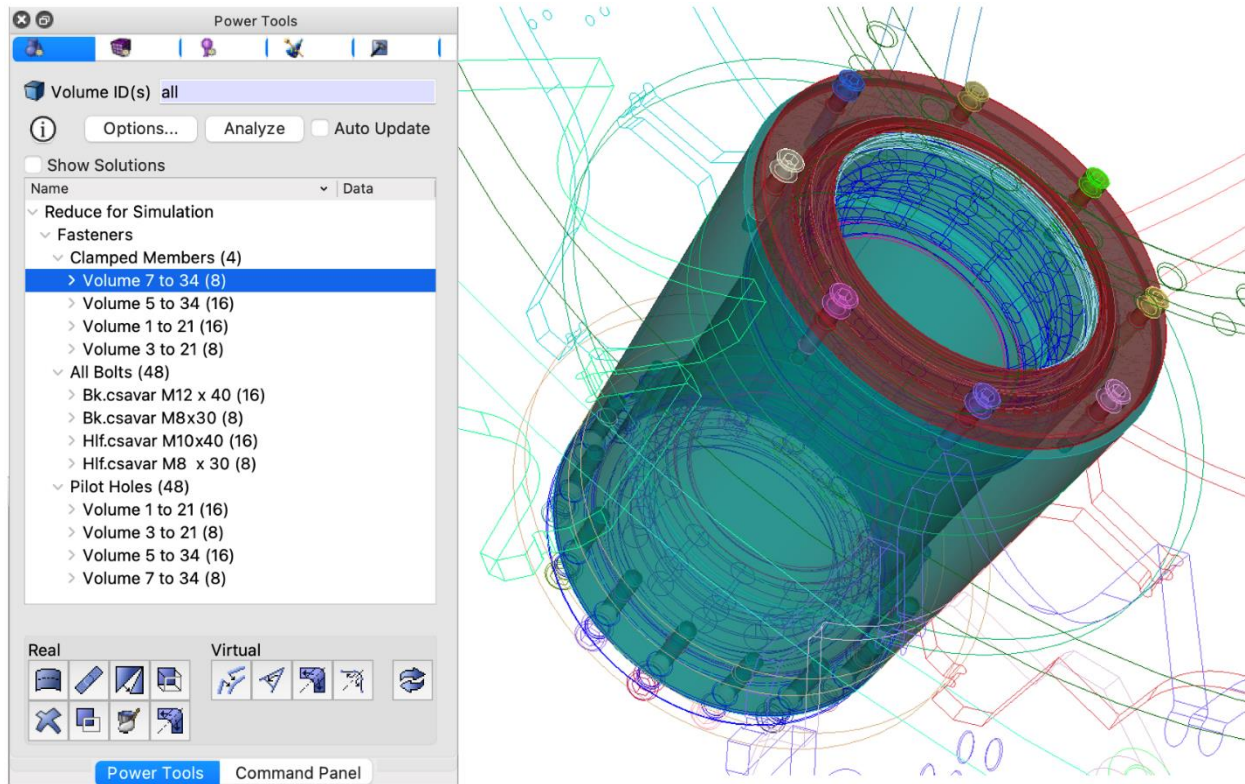 Power Tools
Volume ID(s) all
Options... Analyze Auto Update
Show Solutions
Name Data
Reduce for Simulation
Fasteners
Clamped Members (4)
Volume 7 to 34 (8)
Volume 5 to 34 (16)
Volume 1 to 21 (16)
Volume 3 to 21 (8)
All Bolts (48)
Bk.csavar M12 x 40 (16)
Bk.csavar M8x30 (8)
Hlf.csavar M10x40 (16)
Hlf.csavar M8 x 30 (8)
Pilot Holes (48)
Volume 1 to 21 (16)
Volume 3 to 21 (8)
Volume 5 to 34 (16)
Volume 7 to 34 (8)
Real Virtual
Power Tools Command Panel